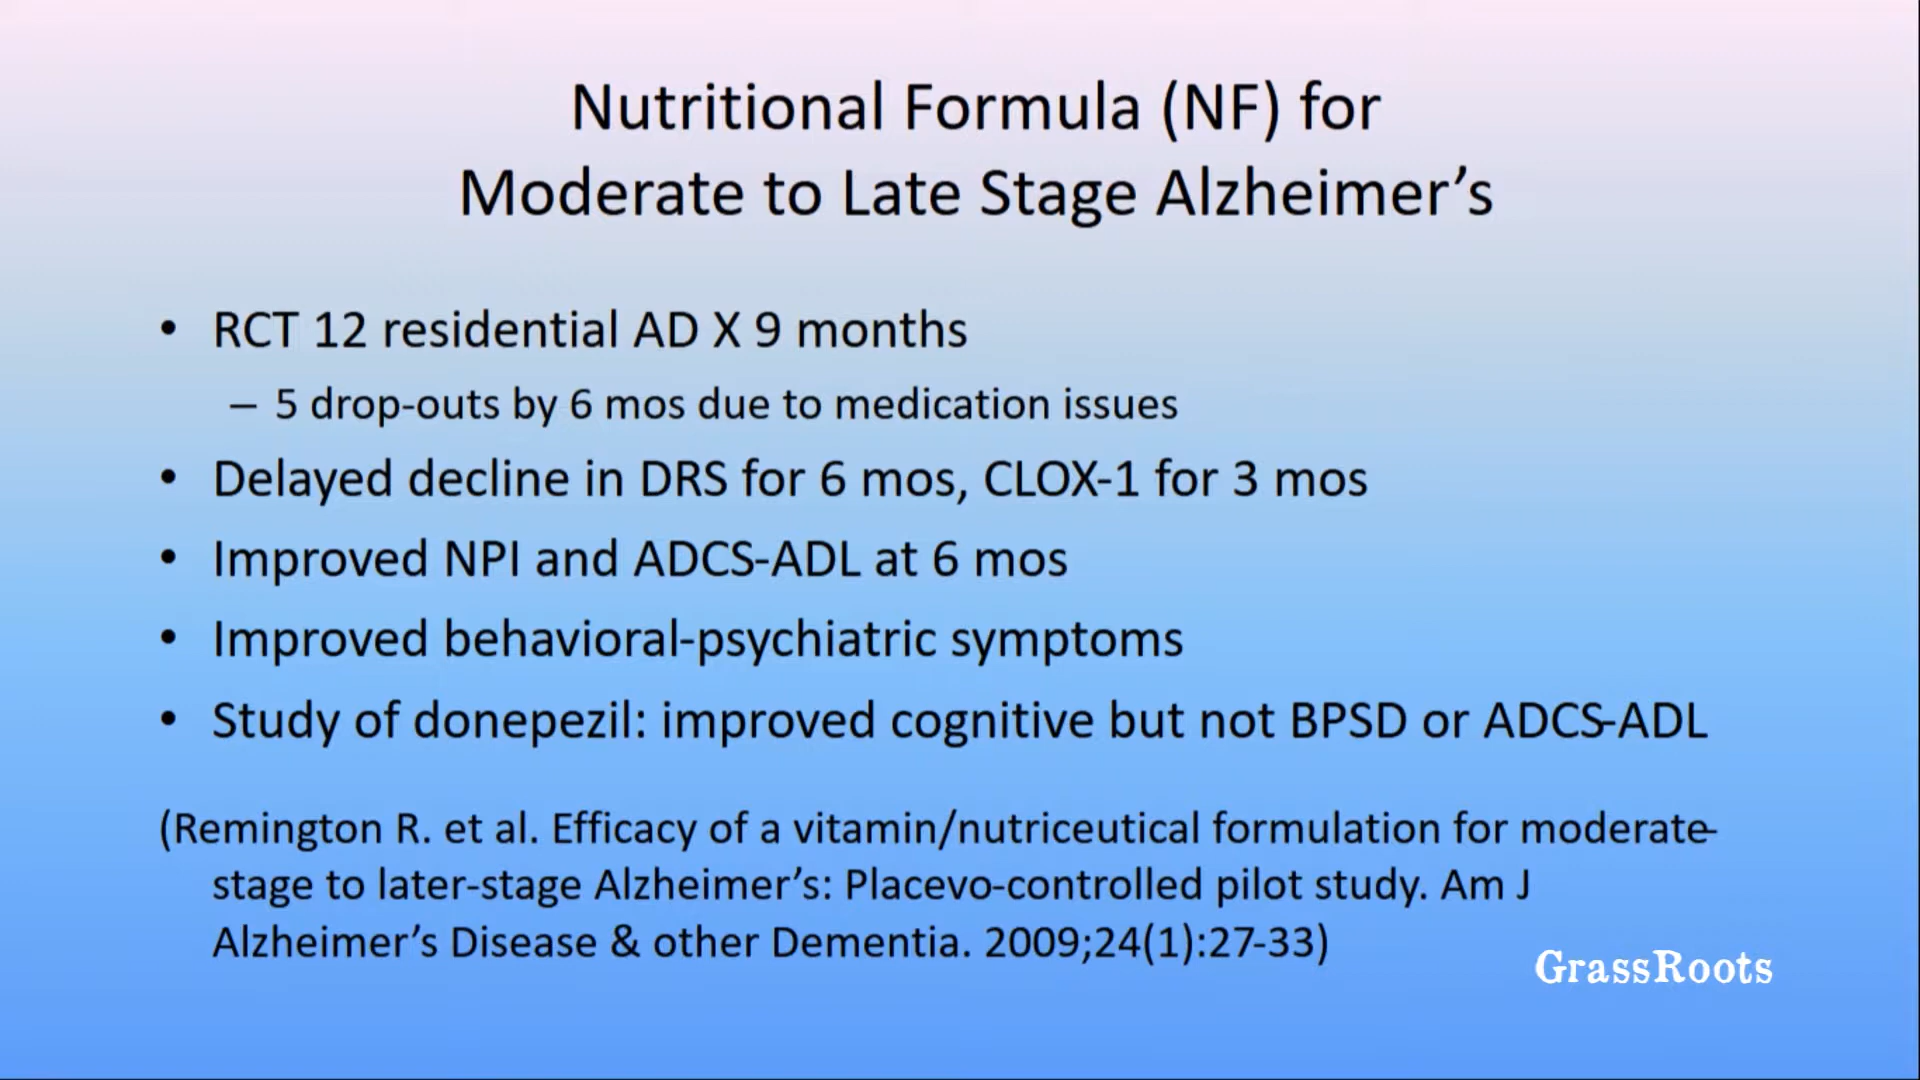 Nutritional Formula (NF) for
Moderate to Late Stage Alzheimer's
• RCT 12 residential AD X 9 months
– 5 drop-outs by 6 mos due to medication issues
• Delayed decline in DRS for 6 mos, CLOX-1 for 3 mos
• Improved NPI and ADCS-ADL at 6 mos
• Improved behavioral-psychiatric symptoms
• Study of donepezil: improved cognitive but not BPSD or ADCS-ADL
(Remington R. et al. Efficacy of a vitamin/nutriceutical formulation for moderate-
stage to later-stage Alzheimer's: Placevo-controlled pilot study. Am J
Alzheimer's Disease & other Dementia. 2009;24(1):27-33)
GrassRoots